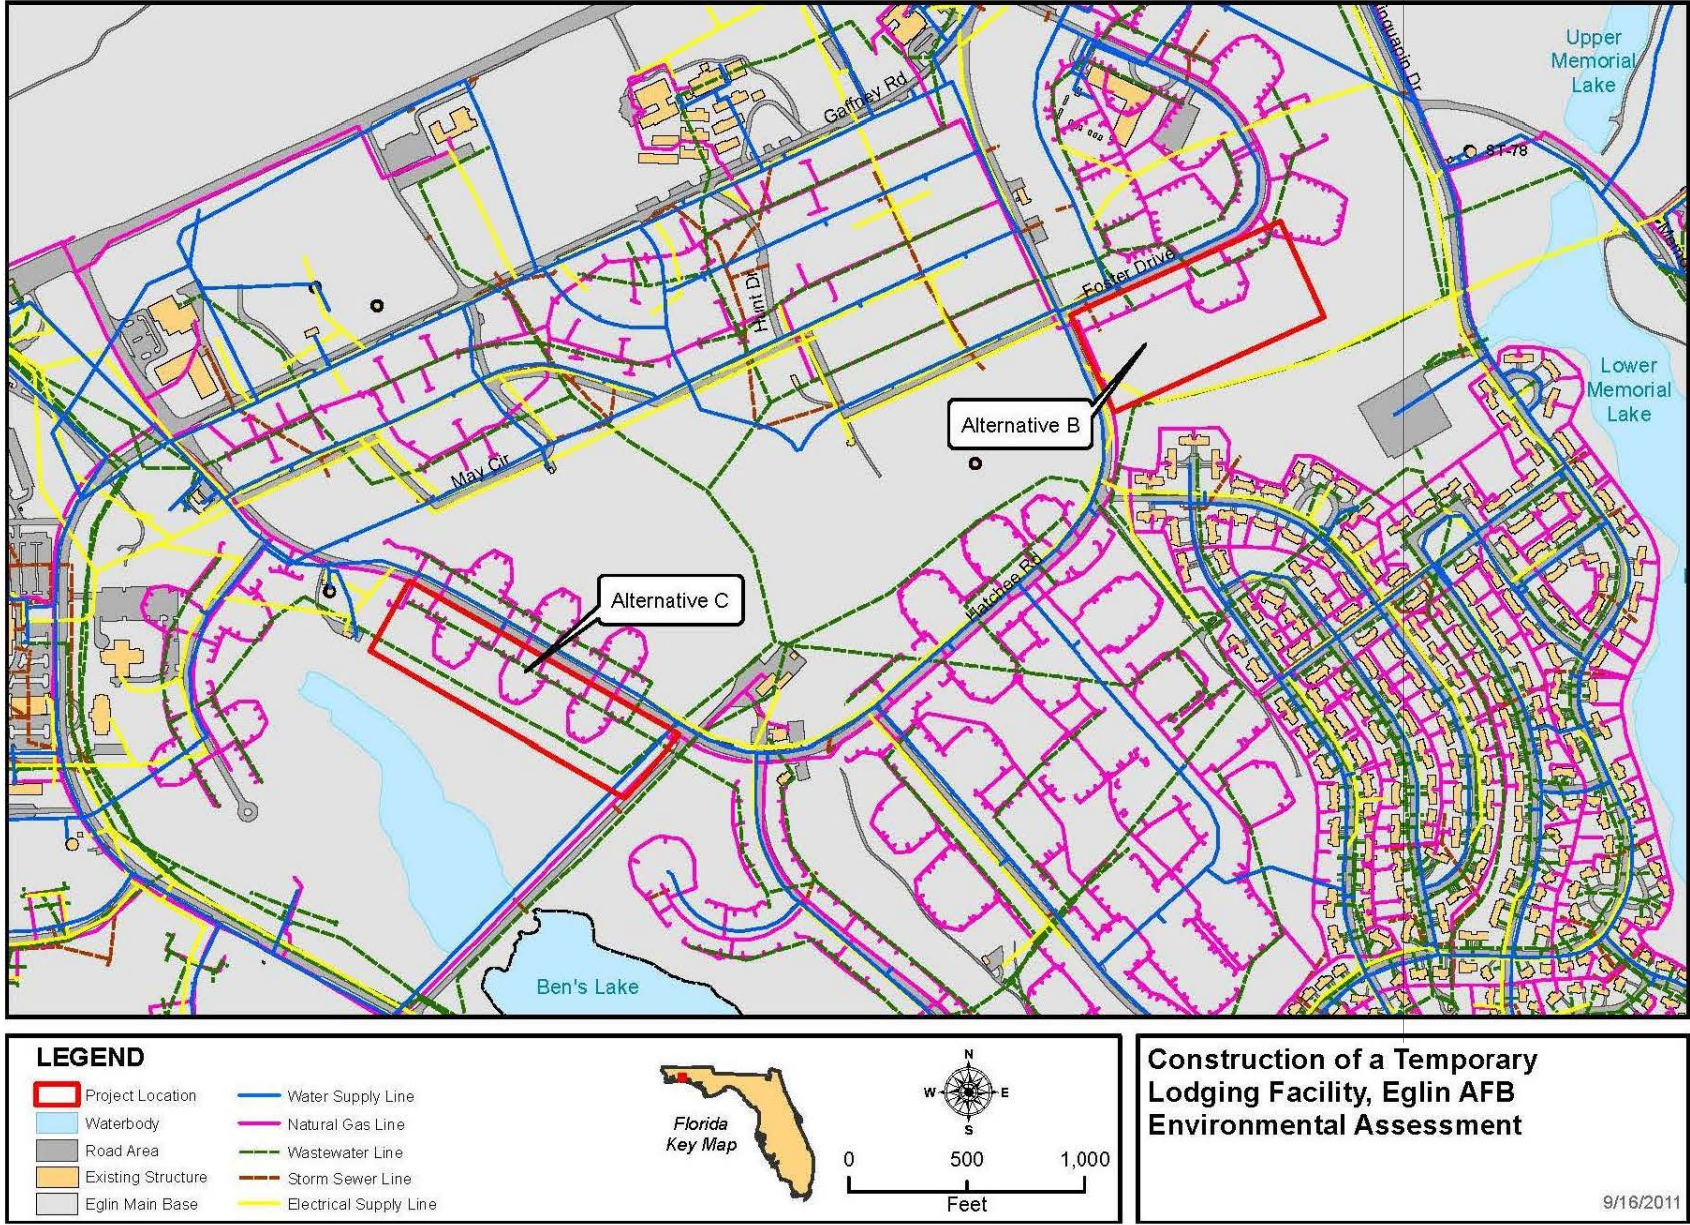 Upper
Memorial
Lake
Gaffney Rd
ST-78
Hunt Dr
Foster Drive
Lower
Memorial
Lake
Alternative B
May Cir
Hatchee Rd
Alternative C
Ben's Lake
LEGEND
Project Location
Waterbody
Road Area
Existing Structure
Eglin Main Base
Water Supply Line
Natural Gas Line
Wastewater Line
Storm Sewer Line
Electrical Supply Line
Florida
Key Map
N
W E
S
0 500 1,000
Feet
Construction of a Temporary
Lodging Facility, Eglin AFB
Environmental Assessment
9/16/2011